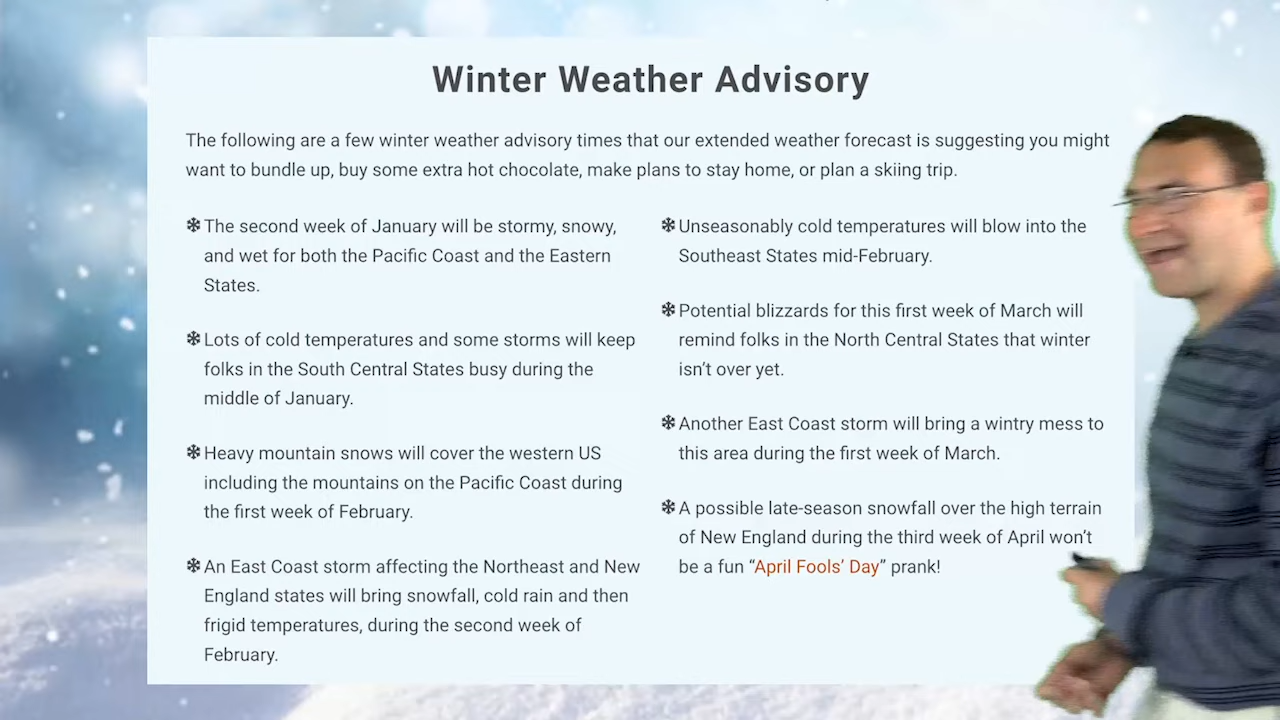 Winter Weather Advisory
The following are a few winter weather advisory times that our extended weather forecast is suggesting you might
want to bundle up, buy some extra hot chocolate, make plans to stay home, or plan a skiing trip.
❄The second week of January will be stormy, snowy,
and wet for both the Pacific Coast and the Eastern
States.
❄Lots of cold temperatures and some storms will keep
folks in the South Central States busy during the
middle of January.
❄Heavy mountain snows will cover the western US
including the mountains on the Pacific Coast during
the first week of February.
❄An East Coast storm affecting the Northeast and New
England states will bring snowfall, cold rain and then
frigid temperatures, during the second week of
February.
❄Unseasonably cold temperatures will blow into the
Southeast States mid-February.
❄Potential blizzards for this first week of March will
remind folks in the North Central States that winter
isn’t over yet.
❄Another East Coast storm will bring a wintry mess to
this area during the first week of March.
❄A possible late-season snowfall over the high terrain
of New England during the third week of April won’t
be a fun “April Fools’ Day” prank!